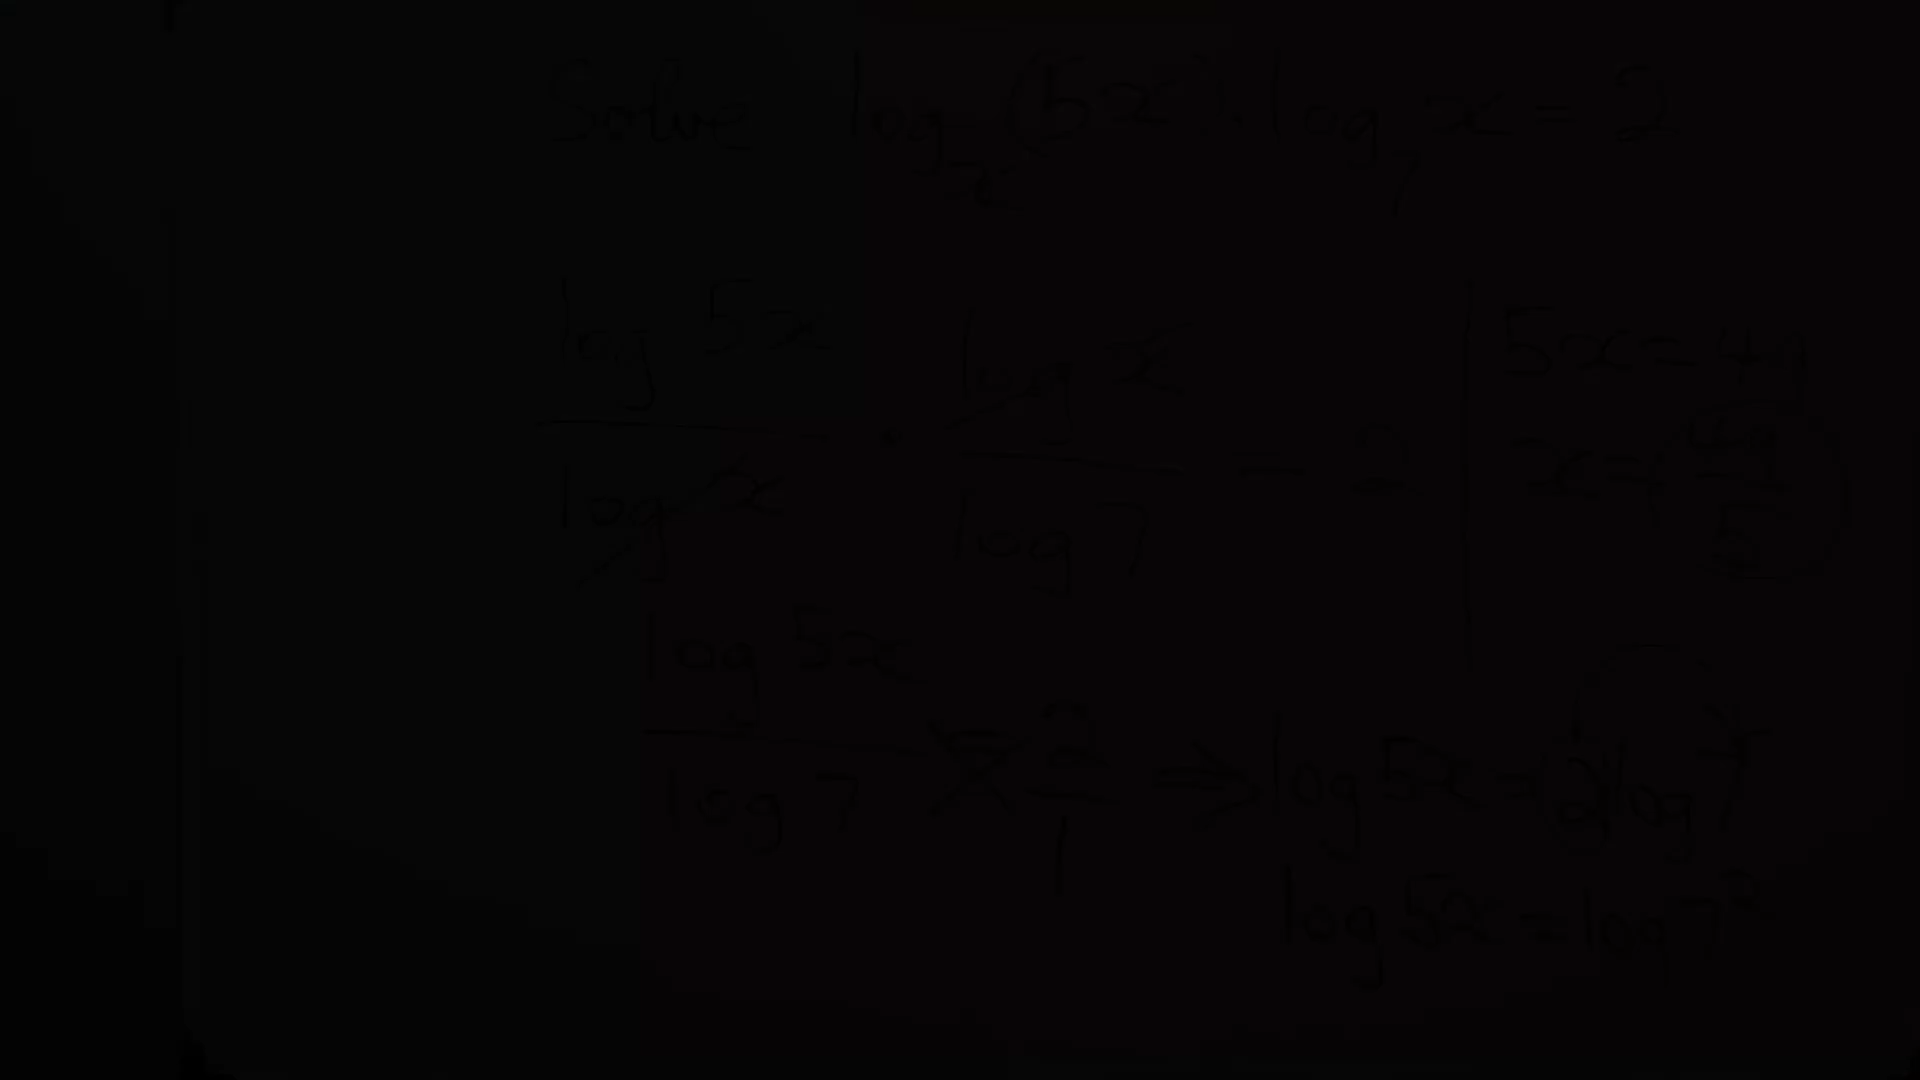 Solve log_x (5x) · log_7 x = 2
log 5x / log x · log x / log 7 = 2
log 5x / log 7 = 2 / 1 ⇒ log 5x = 2 log 7
log 5x = log 7²
5x = 49
x = 49/5